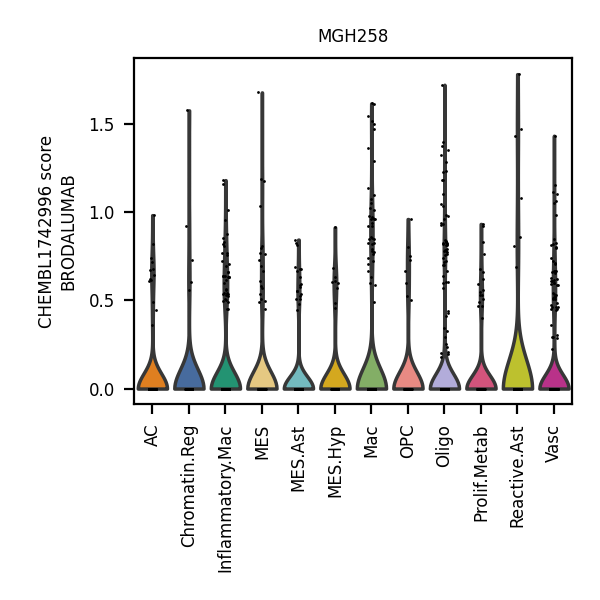 MGH258
CHEMBL1742996 score
BRODALUMAB
1.5
1.0
0.5
0.0
AC
Chromatin.Reg
Inflammatory.Mac
MES
MES.Ast
MES.Hyp
Mac
OPC
Oligo
Prolif.Metab
Reactive.Ast
Vasc